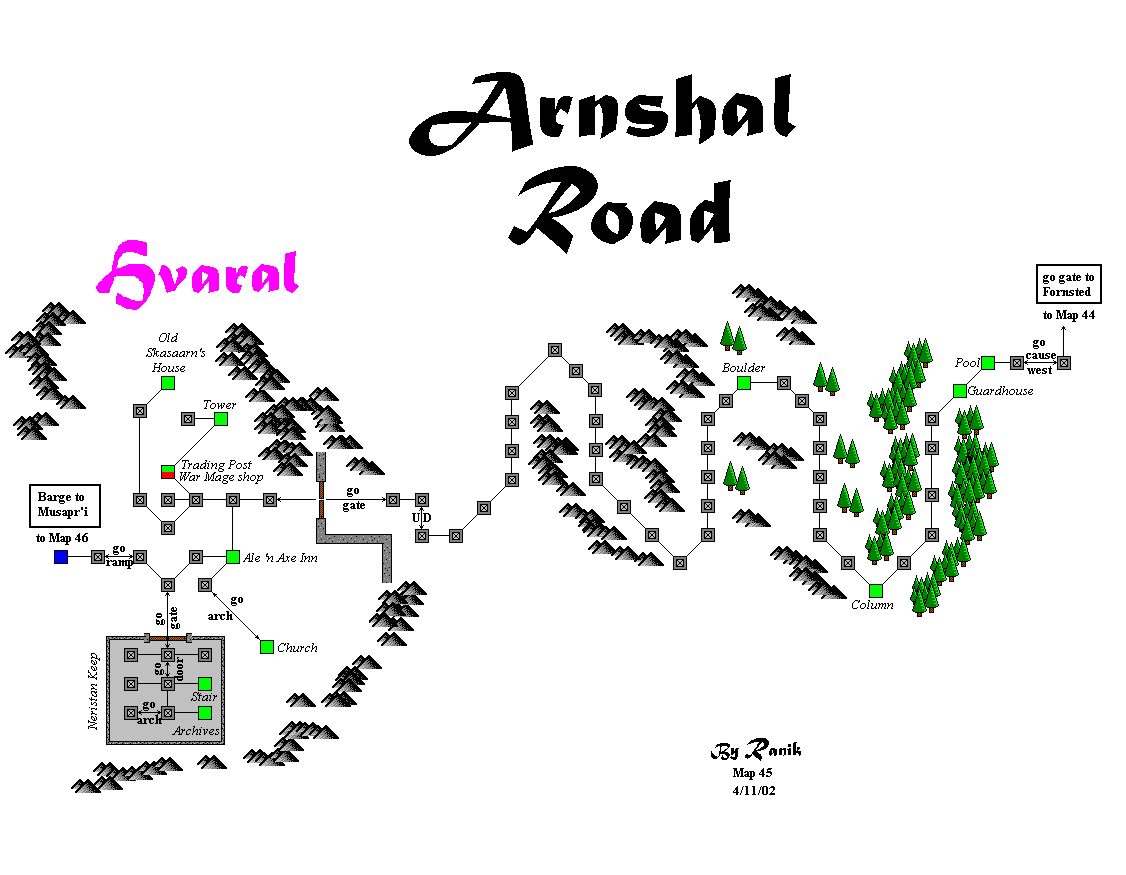 Arnshal
Road
Hvaral
go gate to
Fornsted
to Map 44
go
cause
west
Pool
Guardhouse
Boulder
Column
Old
Skasaarn's
House
Tower
Trading Post
War Mage shop
go
gate
U D
Barge to
Musapr'i
to Map 46
go
ramp
Ale 'n Axe Inn
go
arch
Church
go
gate
Neristan Keep
go
door
Stair
go
arch
Archives
By Ranik
Map 45
4/11/02